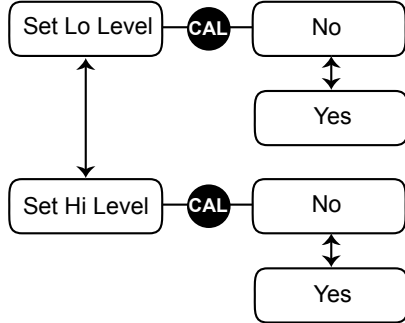 Set Lo Level CAL No
Yes
Set Hi Level CAL No
Yes